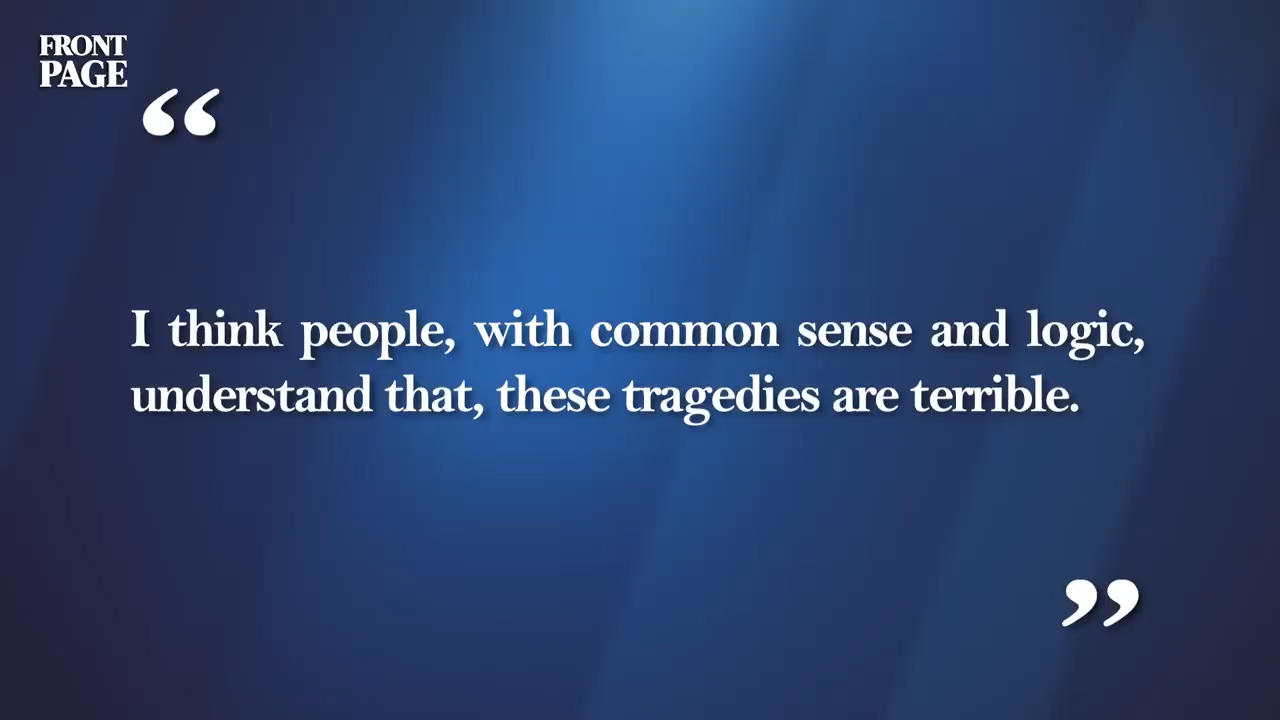 FRONT
PAGE
“
I think people, with common sense and logic,
understand that, these tragedies are terrible.
”